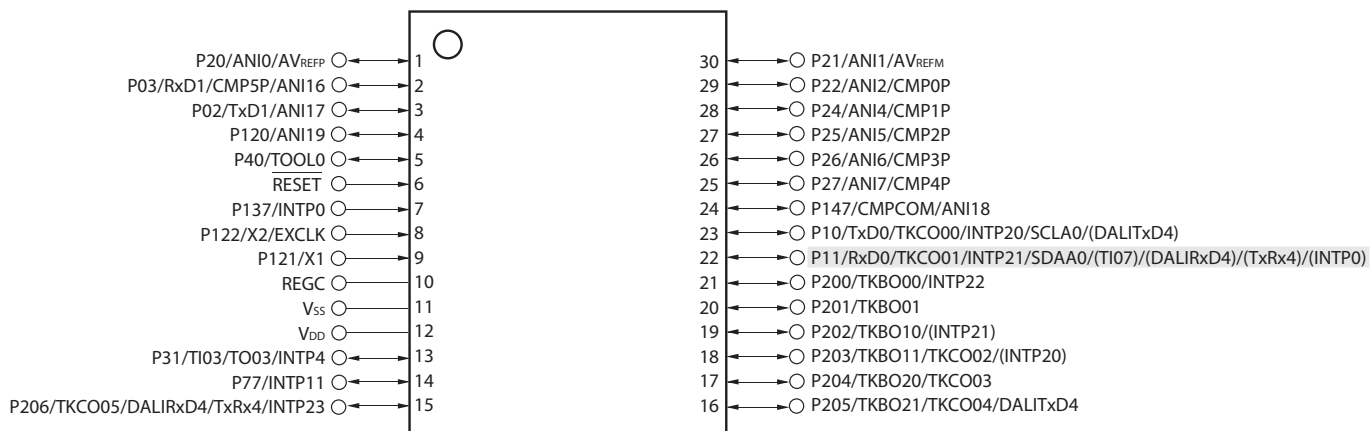 P20/ANI0/AVREFP 1
P03/RxD1/CMP5P/ANI16 2
P02/TxD1/ANI17 3
P120/ANI19 4
P40/TOOL0 5
RESET 6
P137/INTP0 7
P122/X2/EXCLK 8
P121/X1 9
REGC 10
VSS 11
VDD 12
P31/TI03/TO03/INTP4 13
P77/INTP11 14
P206/TKCO05/DALIRxD4/TxRx4/INTP23 15
30 P21/ANI1/AVREFM
29 P22/ANI2/CMP0P
28 P24/ANI4/CMP1P
27 P25/ANI5/CMP2P
26 P26/ANI6/CMP3P
25 P27/ANI7/CMP4P
24 P147/CMPCOM/ANI18
23 P10/TxD0/TKCO00/INTP20/SCLA0/(DALITxD4)
22 P11/RxD0/TKCO01/INTP21/SDAA0/(TI07)/(DALIRxD4)/(TxRx4)/(INTP0)
21 P200/TKBO00/INTP22
20 P201/TKBO01
19 P202/TKBO10/(INTP21)
18 P203/TKBO11/TKCO02/(INTP20)
17 P204/TKBO20/TKCO03
16 P205/TKBO21/TKCO04/DALITxD4